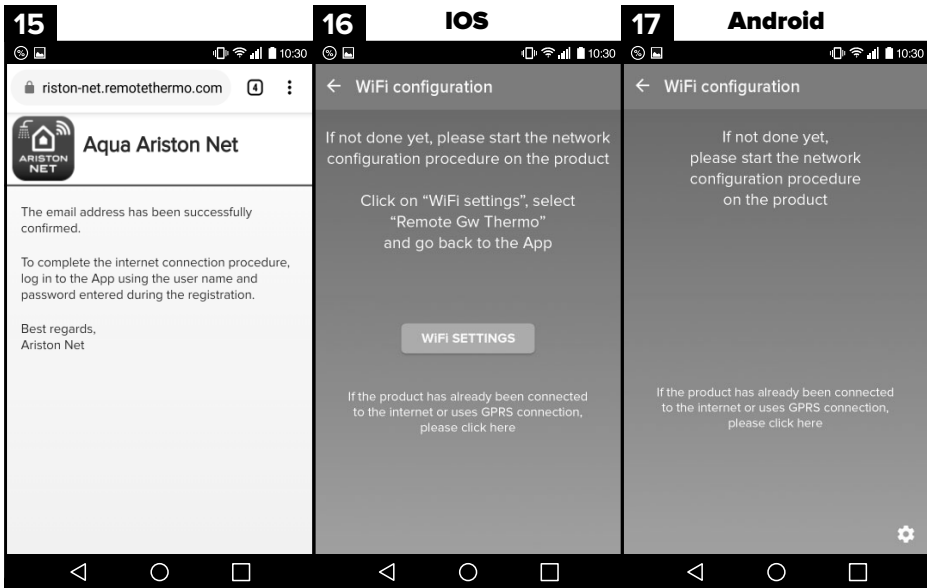 15
10:30
riston-net.remotethermo.com
4
ARISTON
NET
Aqua Ariston Net
The email address has been successfully
confirmed.
To complete the internet connection procedure,
log in to the App using the user name and
password entered during the registration.
Best regards,
Ariston Net
16
IOS
10:30
WiFi configuration
If not done yet, please start the network
configuration procedure on the product
Click on “WiFi settings”, select
“Remote Gw Thermo”
and go back to the App
WiFi SETTINGS
If the product has already been connected
to the internet or uses GPRS connection,
please click here
17
Android
10:30
WiFi configuration
If not done yet,
please start the network
configuration procedure
on the product
If the product has already been connected
to the internet or uses GPRS connection,
please click here